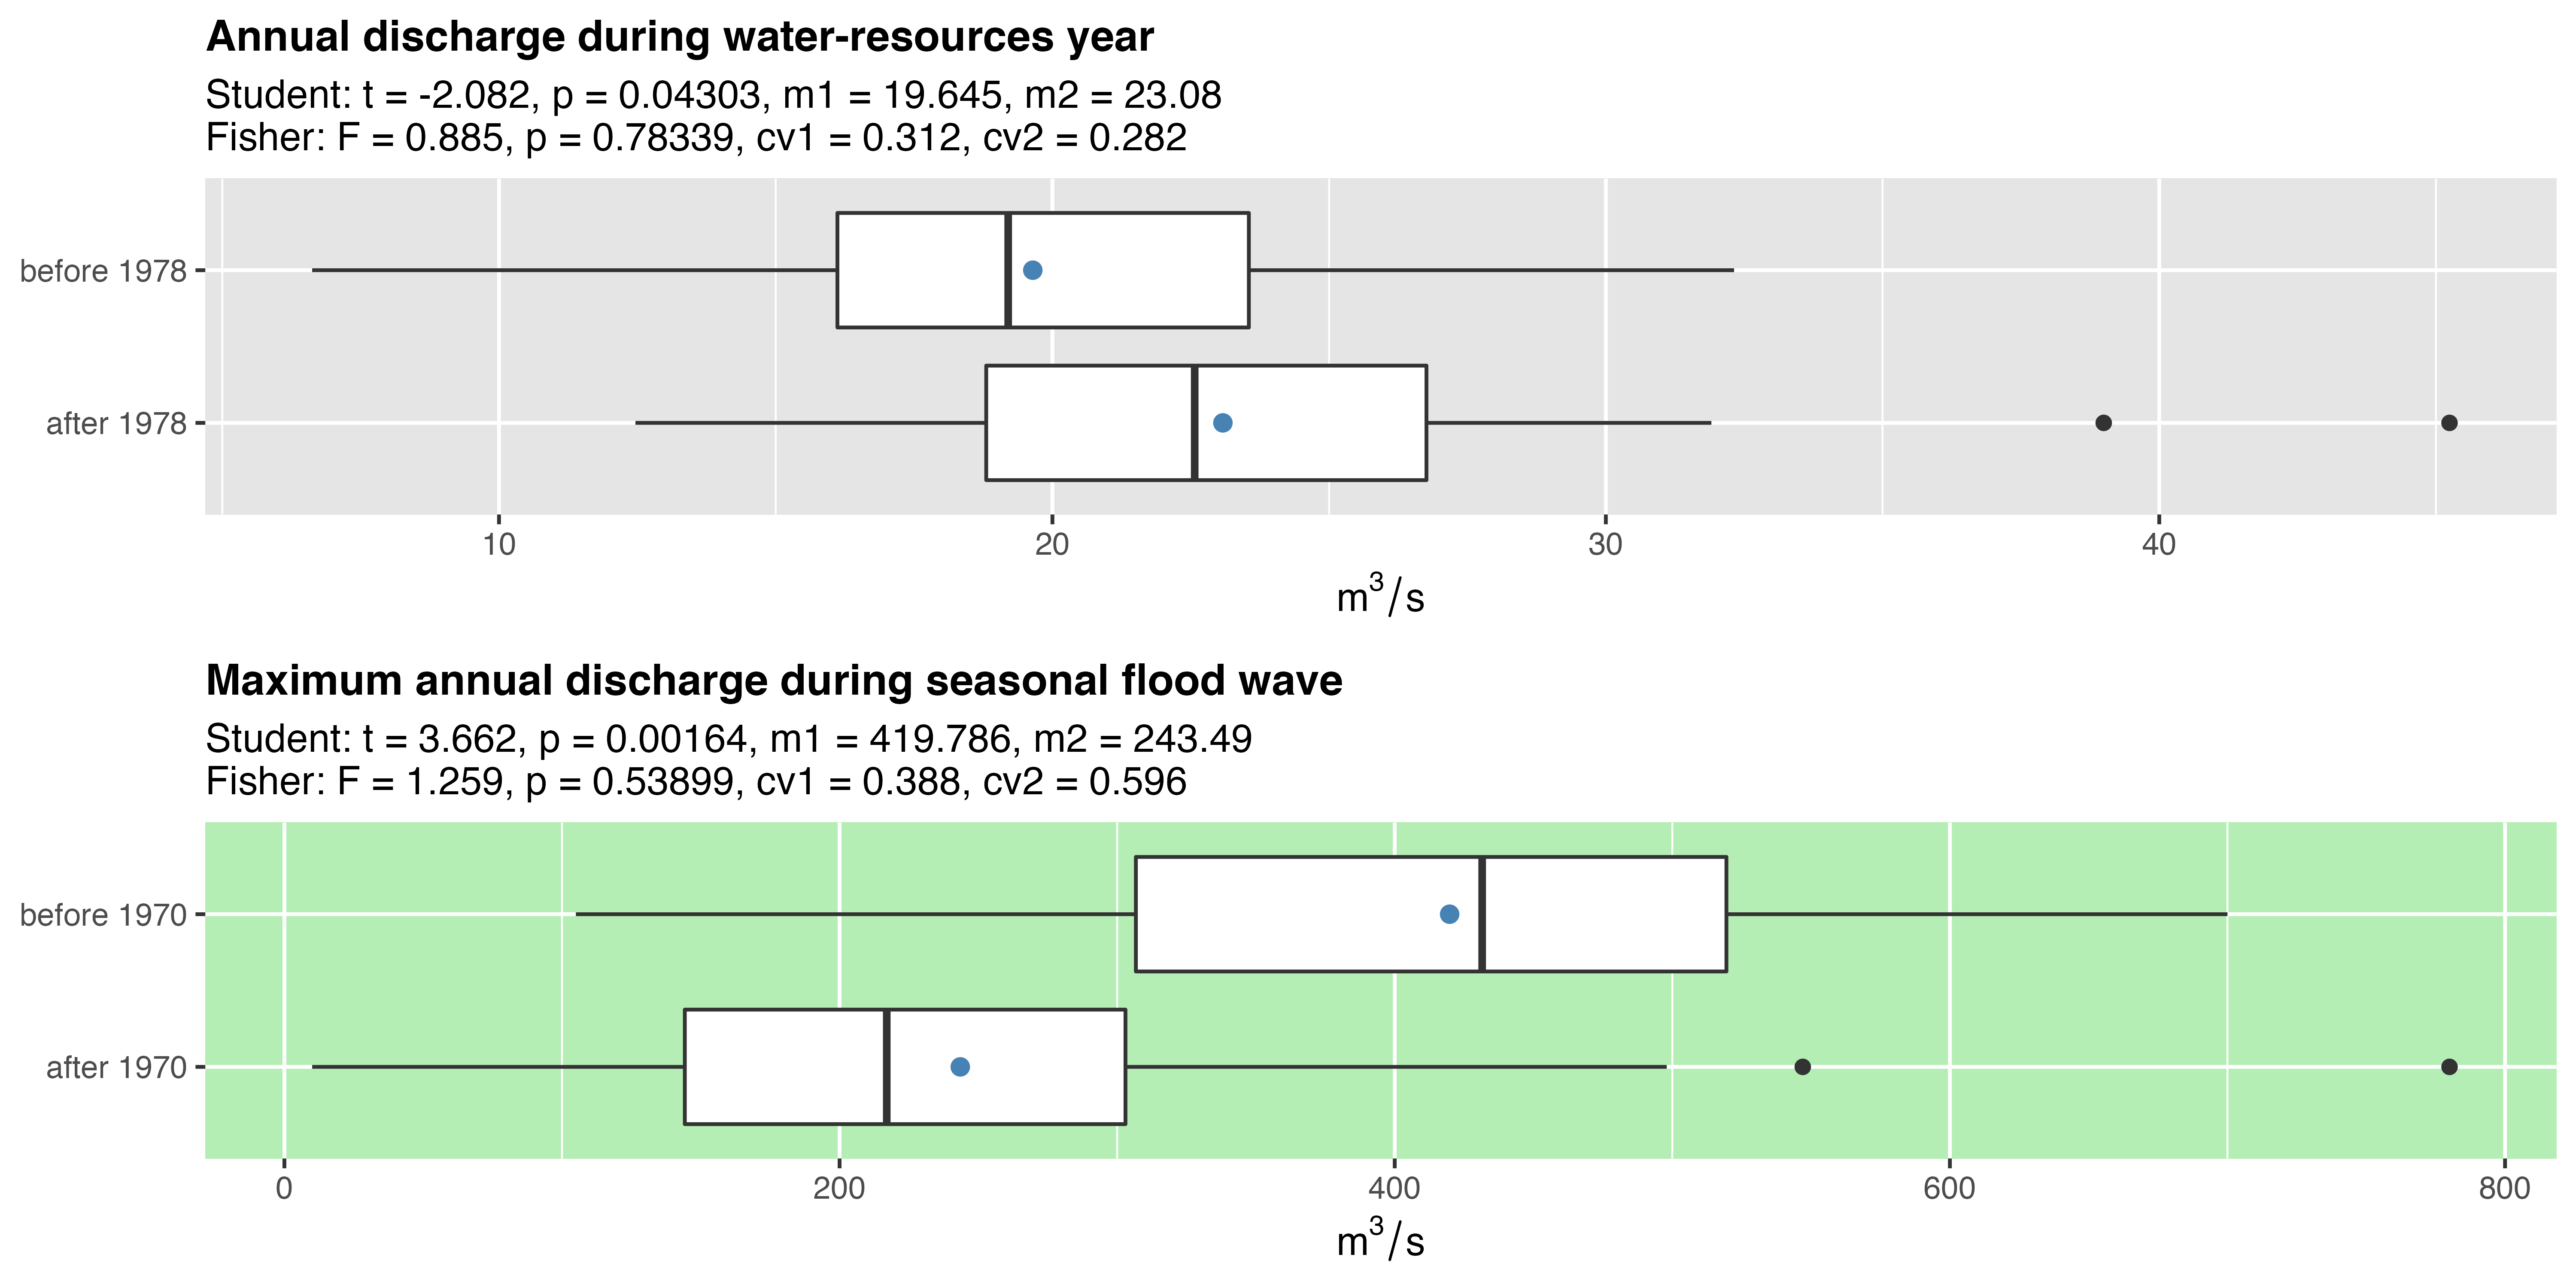 Annual discharge during water-resources year
Student: t = -2.082, p = 0.04303, m1 = 19.645, m2 = 23.08
Fisher: F = 0.885, p = 0.78339, cv1 = 0.312, cv2 = 0.282
before 1978
after 1978
10 20 30 40
m³/s
Maximum annual discharge during seasonal flood wave
Student: t = 3.662, p = 0.00164, m1 = 419.786, m2 = 243.49
Fisher: F = 1.259, p = 0.53899, cv1 = 0.388, cv2 = 0.596
before 1970
after 1970
0 200 400 600 800
m³/s